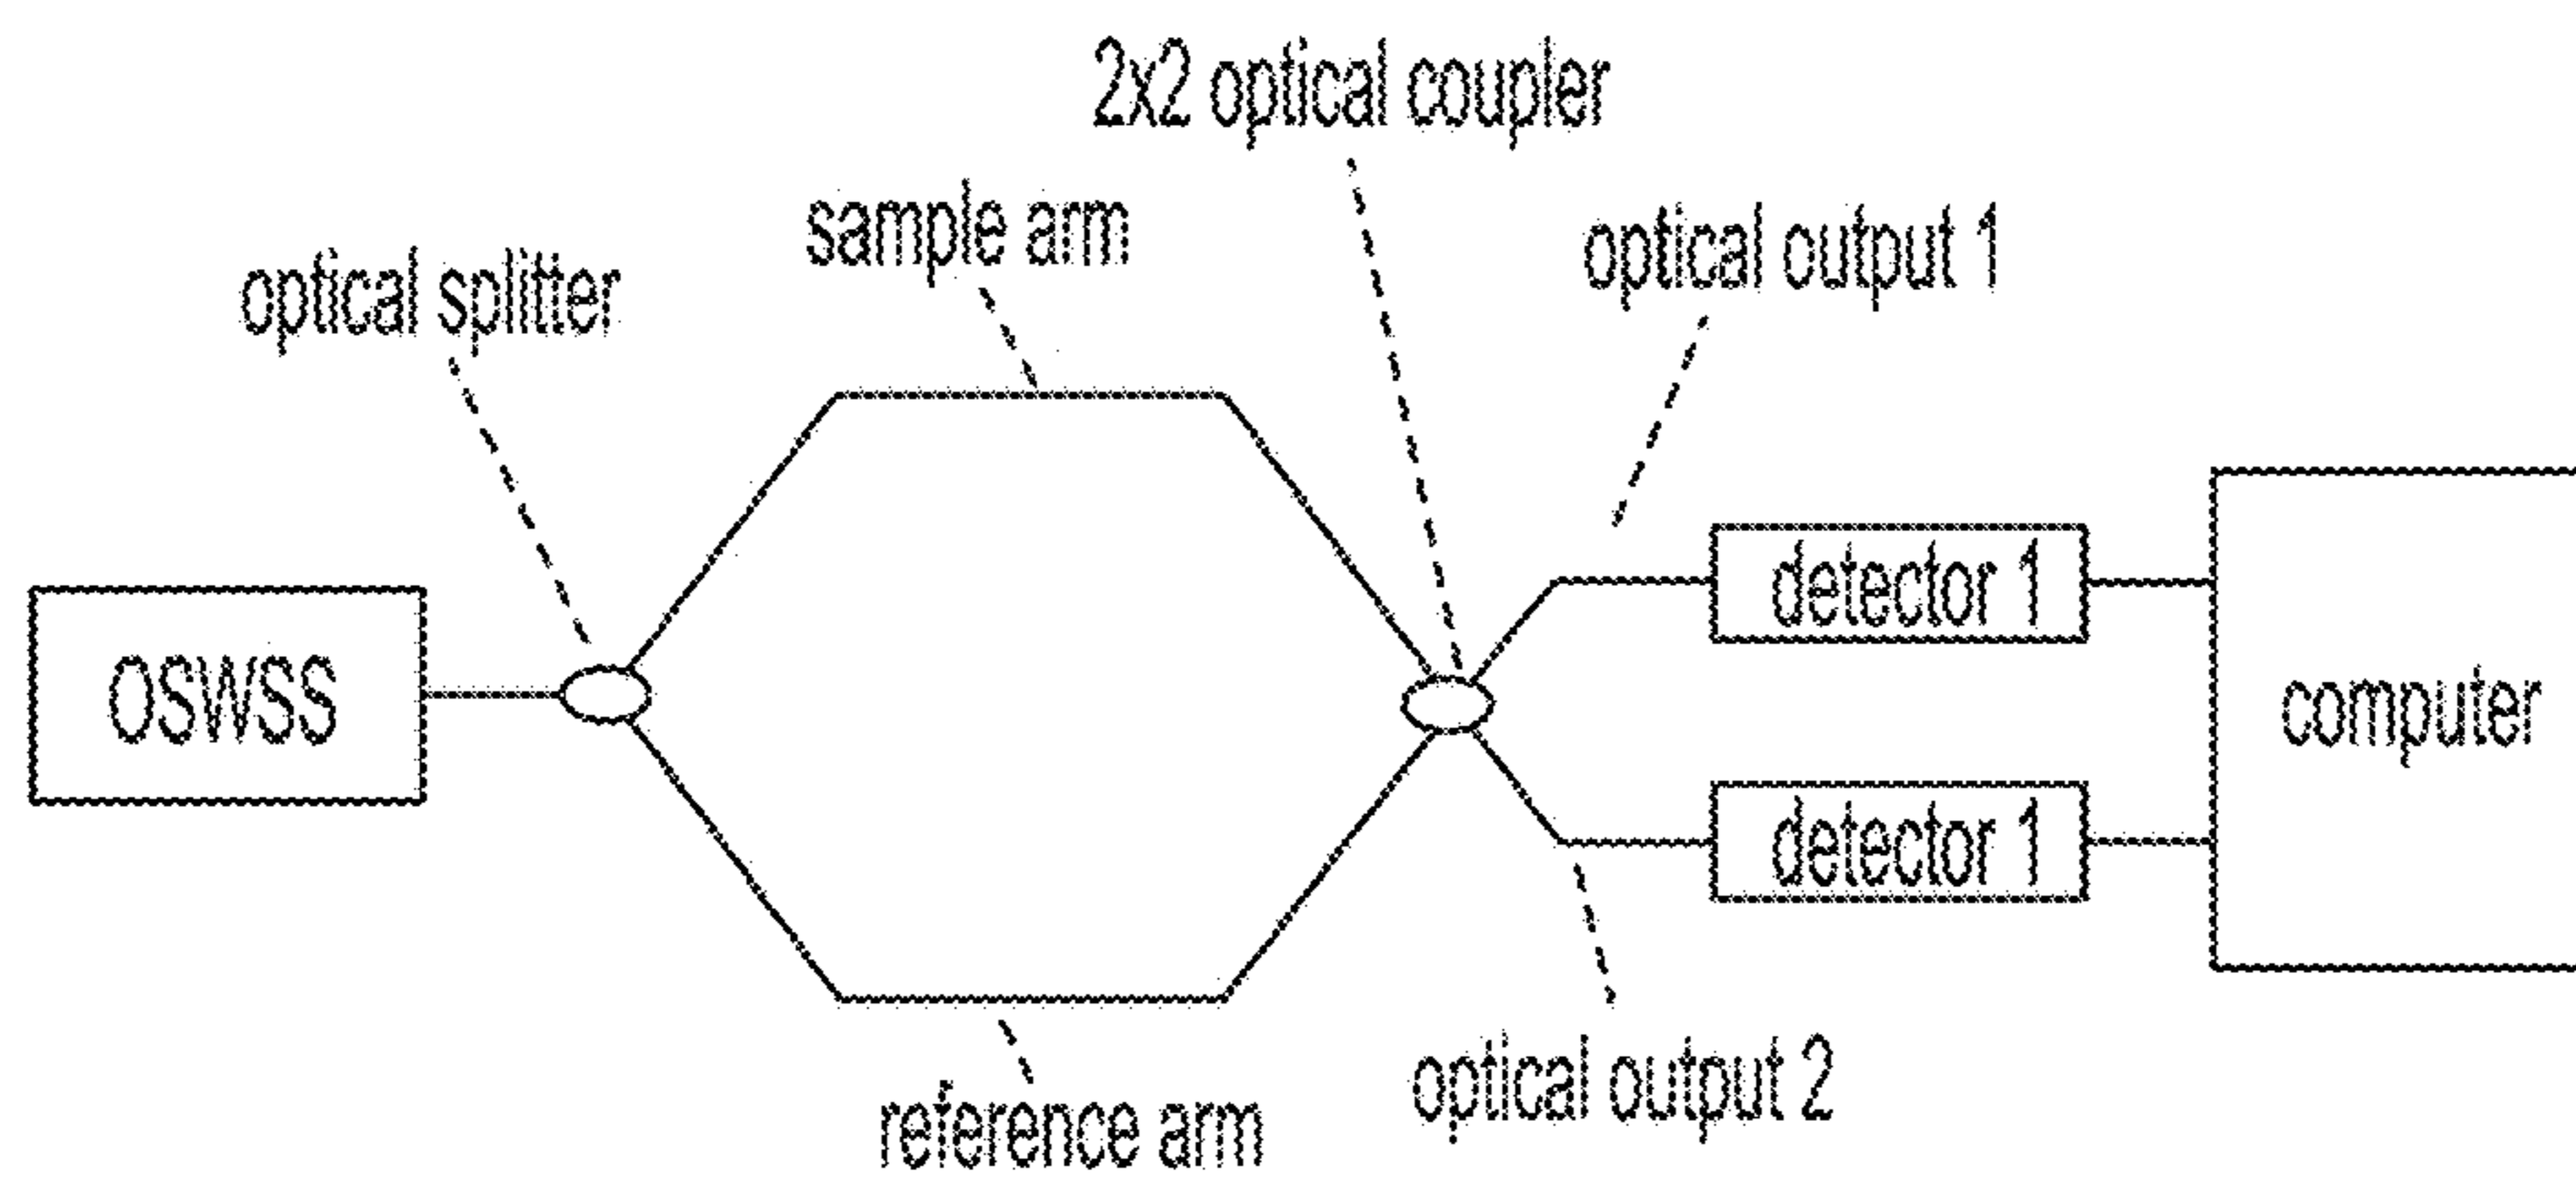 2x2 optical coupler
sample arm
optical output 1
optical splitter
detector 1
OSWSS
computer
detector 1
optical output 2
reference arm